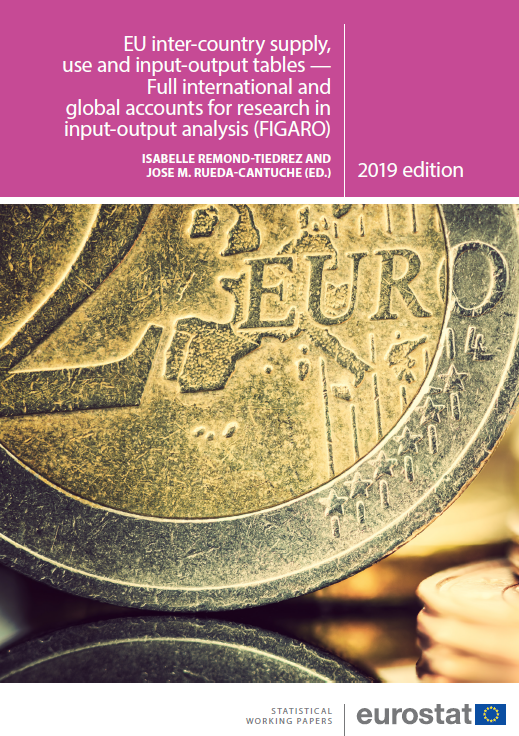 EU inter-country supply,
use and input-output tables —
Full international and
global accounts for research in
input-output analysis (FIGARO)
ISABELLE REMOND-TIEDREZ AND
JOSE M. RUEDA-CANTUCHE (ED.)
2019 edition
2
EURO
STATISTICAL
WORKING PAPERS
eurostat